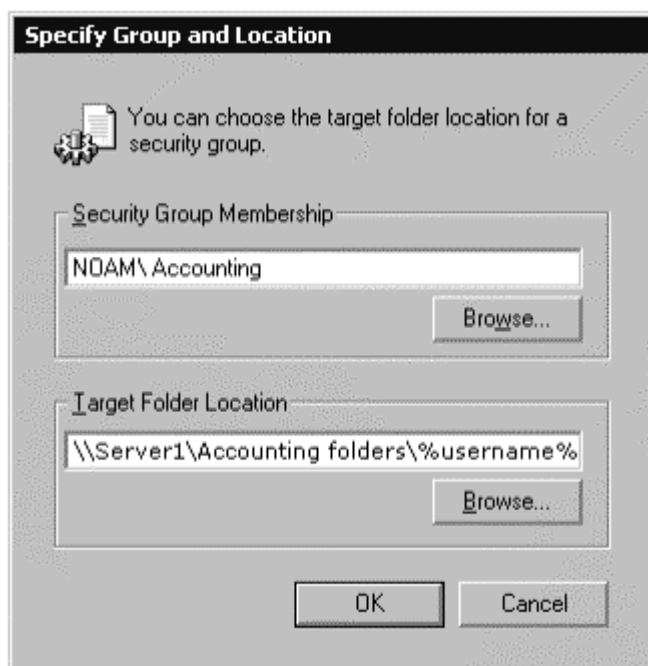 Specify Group and Location
You can choose the target folder location for a
security group.
Security Group Membership
NOAM\ Accounting
Browse...
Target Folder Location
\\Server1\Accounting folders\%username%
Browse...
OK
Cancel